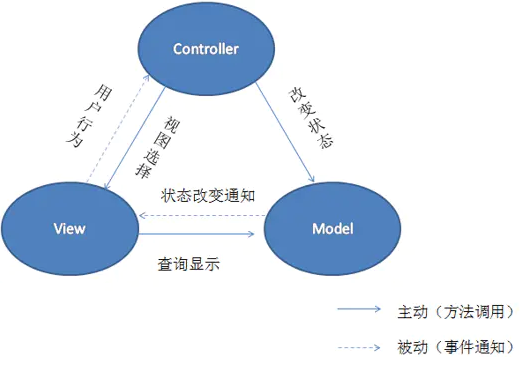 Controller
用户行为
视图选择
改变状态
状态改变通知
View
Model
查询显示
主动（方法调用）
被动（事件通知）